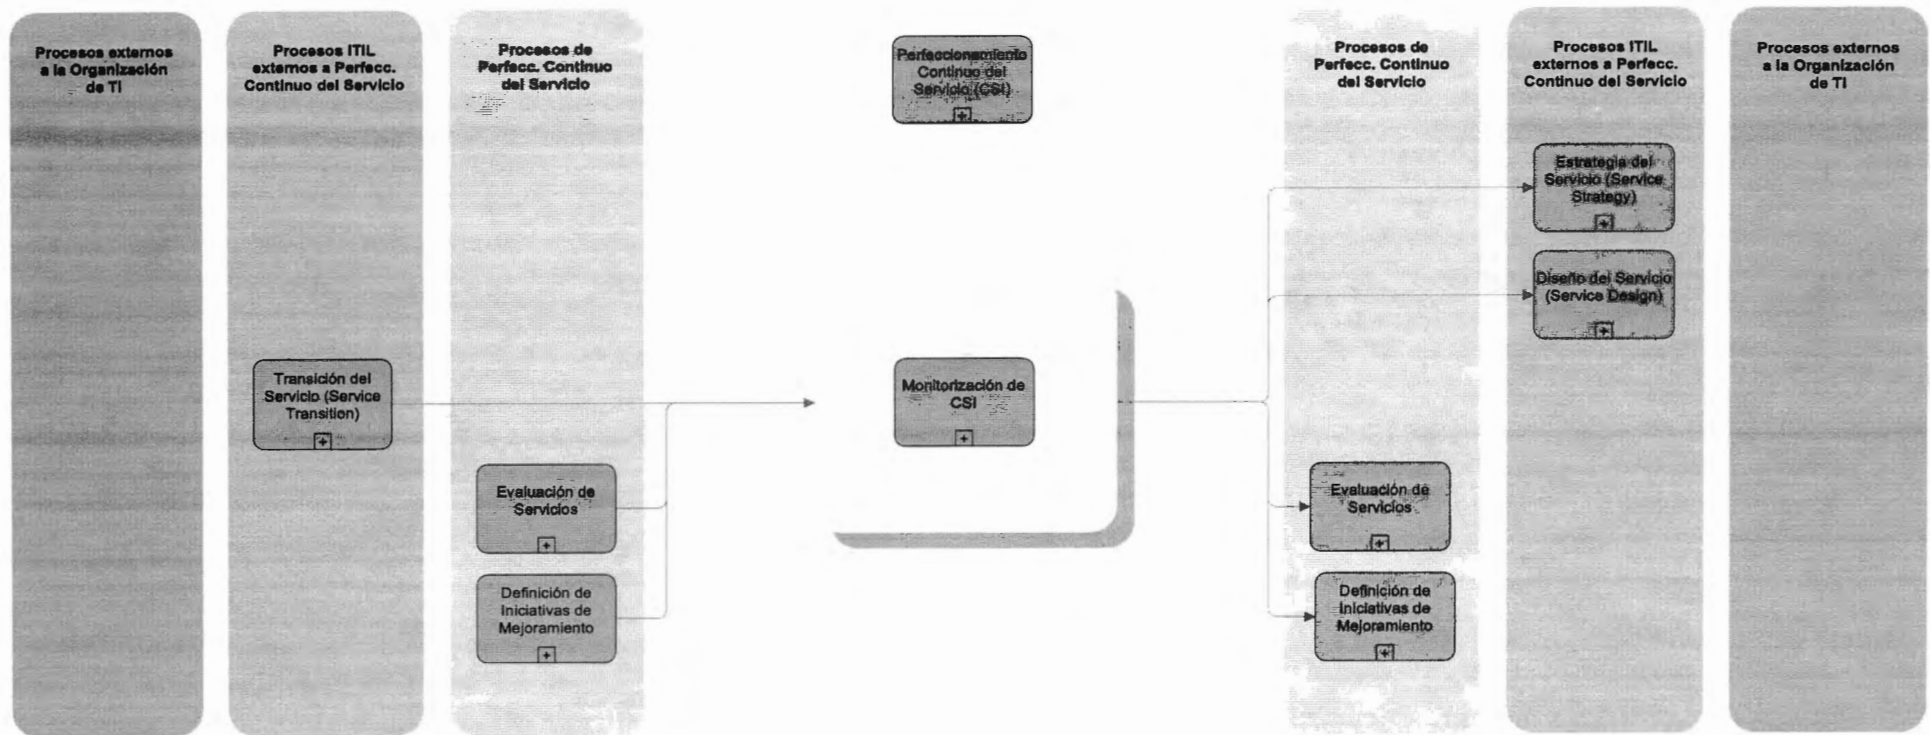 Procesos externos
a la Organización
de TI
Procesos ITIL
externos a Perfecc.
Continuo del Servicio
Procesos de
Perfecc. Continuo
del Servicio
Perfeccionamiento
Continuo del
Servicio (CSI)
Procesos de
Perfecc. Continuo
del Servicio
Procesos ITIL
externos a Perfecc.
Continuo del Servicio
Procesos externos
a la Organización
de TI
Estrategia del
Servicio (Service
Strategy)
Diseño del Servicio
(Service Design)
Transición del
Servicio (Service
Transition)
Monitorización de
CSI
Evaluación de
Servicios
Evaluación de
Servicios
Definición de
Iniciativas de
Mejoramiento
Definición de
Iniciativas de
Mejoramiento